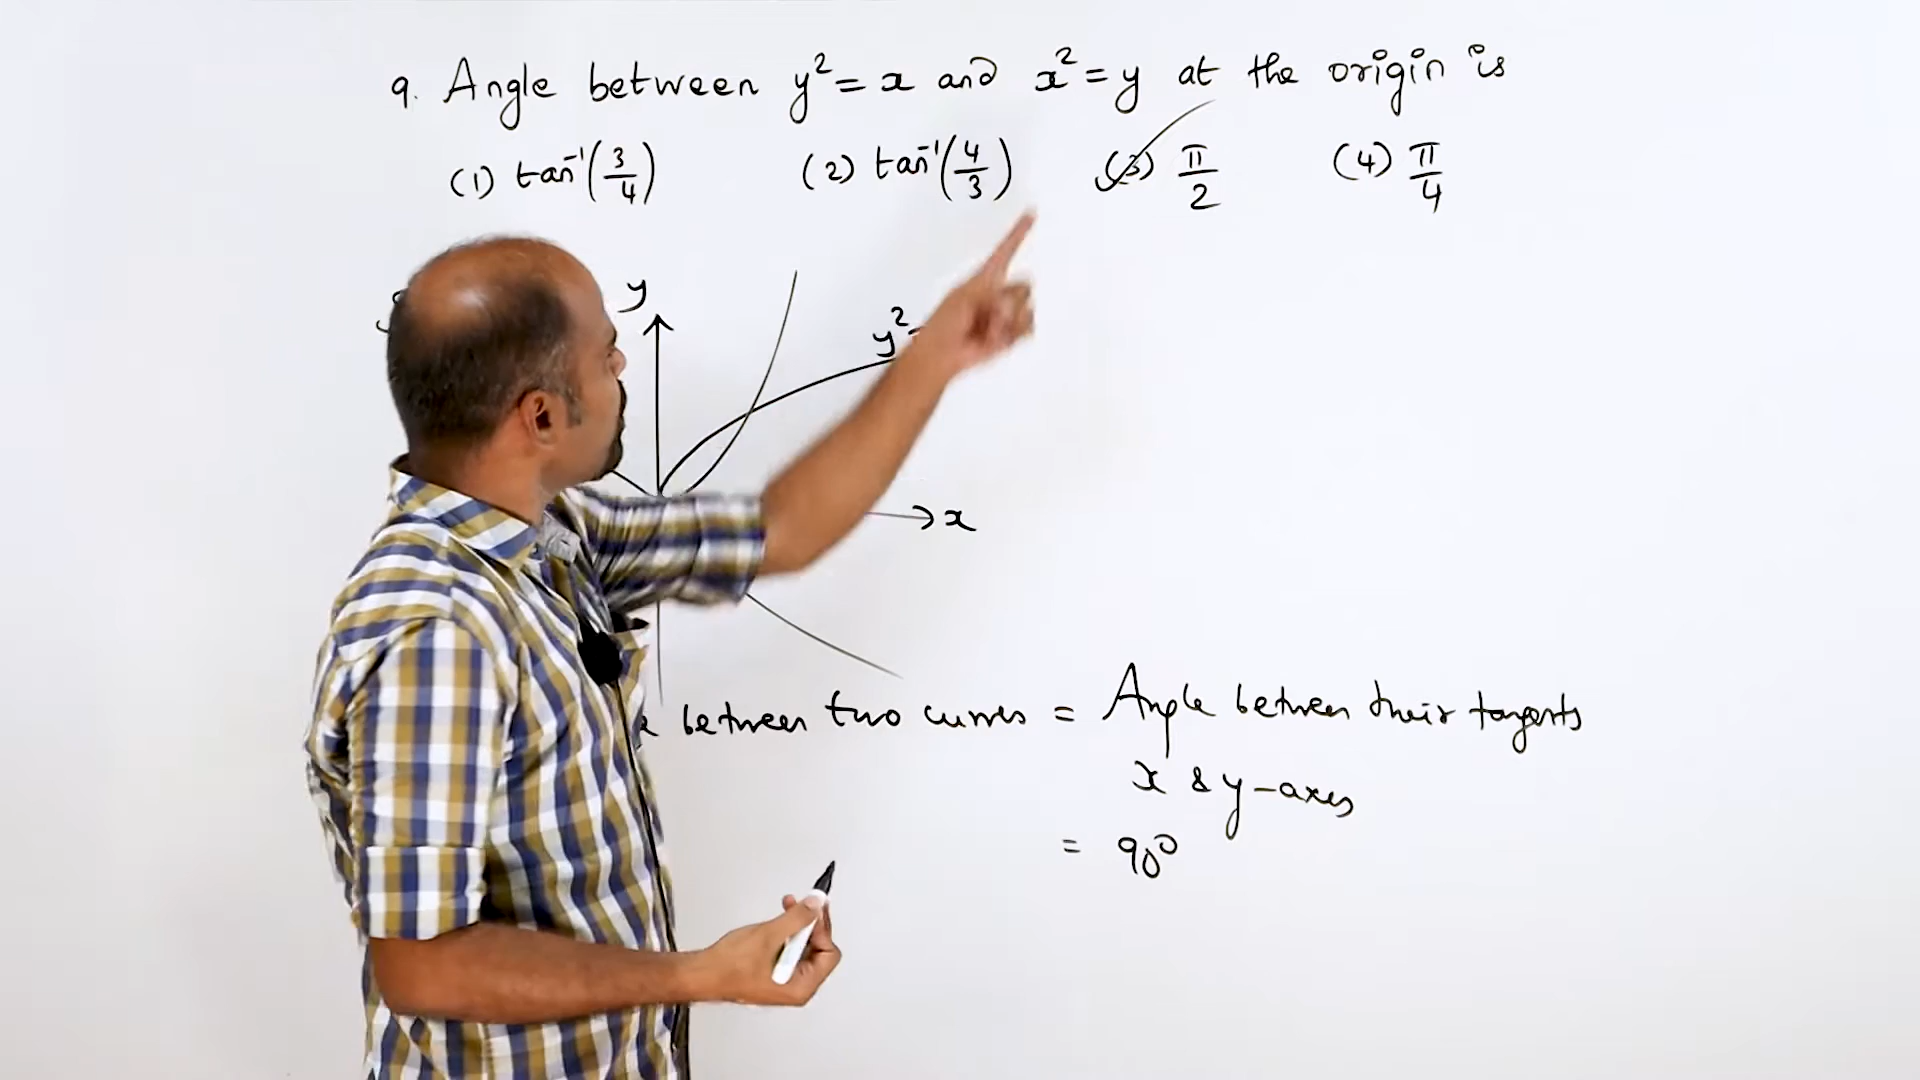 9. Angle between y² = x and x² = y at the origin is
(1) tan⁻¹(3/4) (2) tan⁻¹(4/3) (3) π/2 (4) π/4
y
y²
x
between two curves = Angle between their tangents
x & y-axes
= 90°